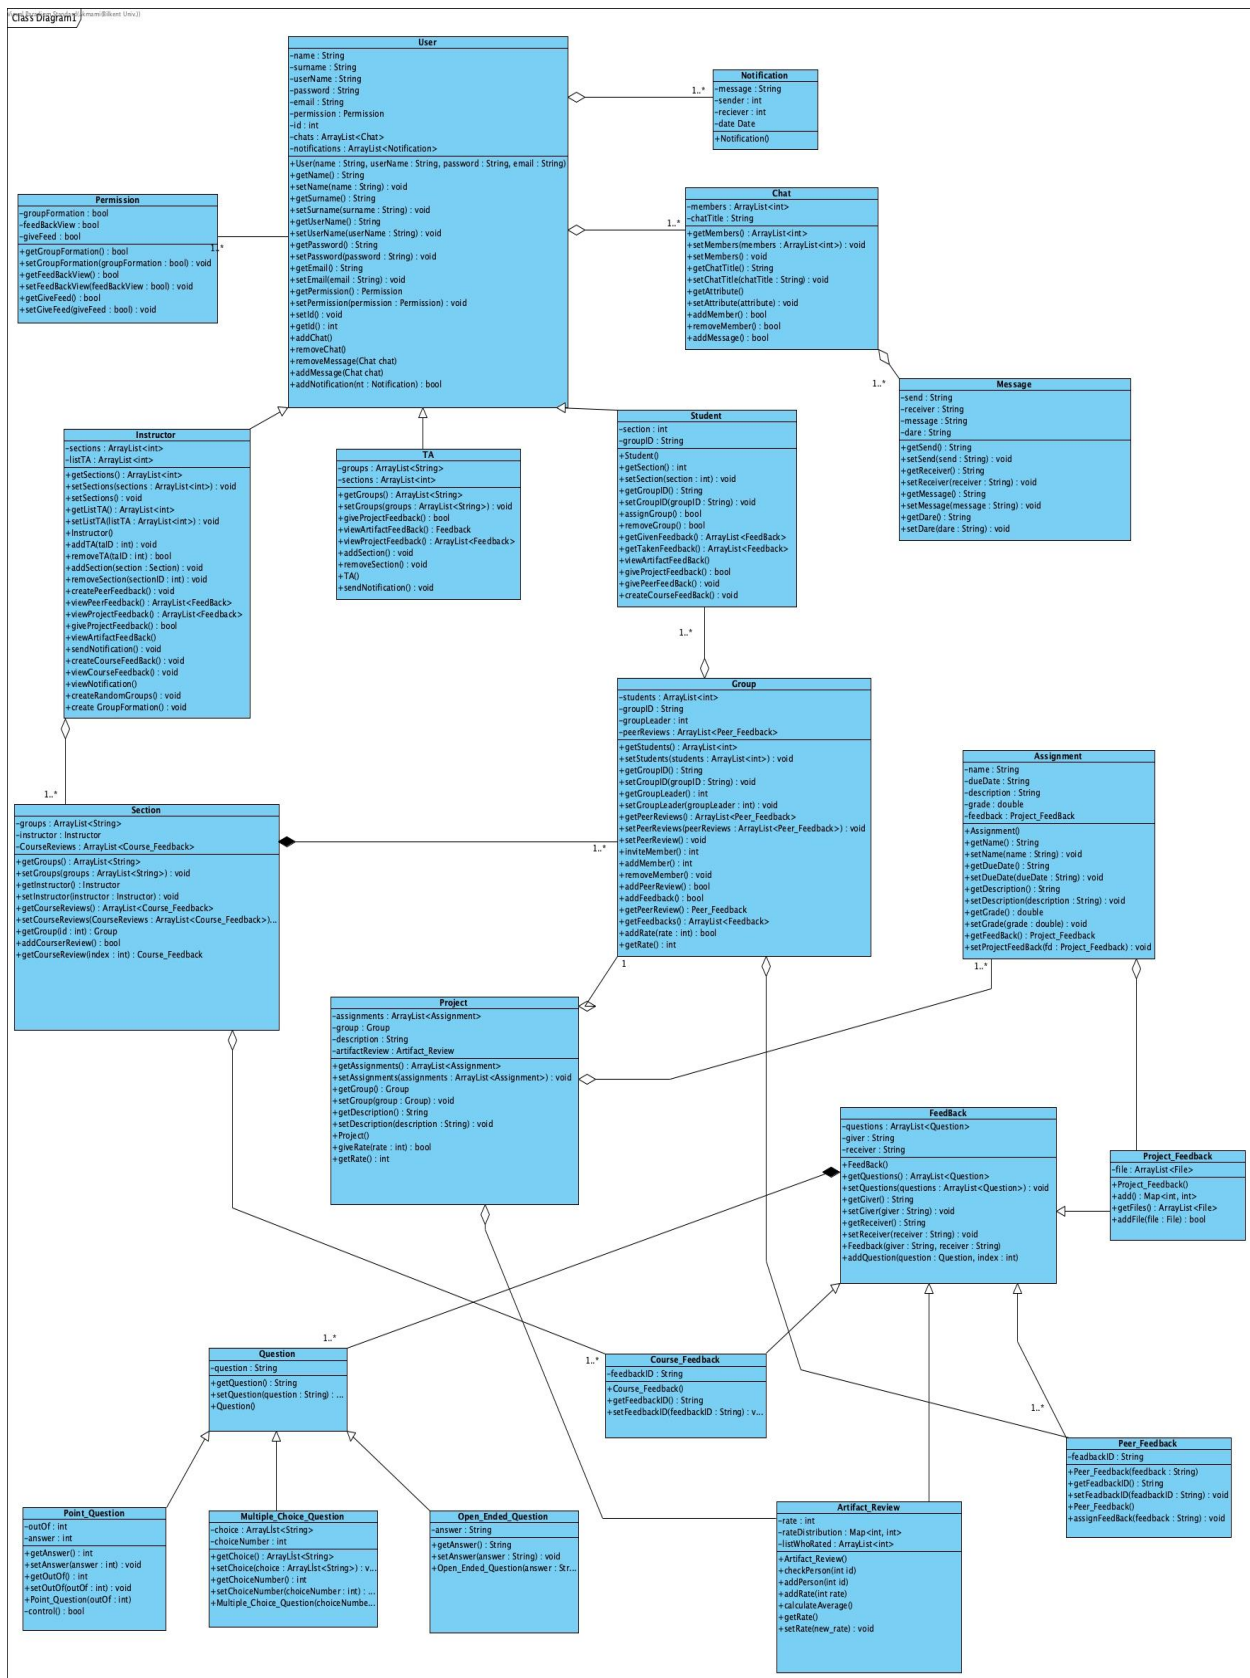 Class Diagram1
User
-name : String
-surname : String
-userName : String
-password : String
-email : String
-permission : Permission
-id : int
-chats : ArrayList<Chat>
-notifications : ArrayList<Notification>
+User(name : String, userName : String, password : String, email : String)
+getName() : String
+setName(name : String) : void
+getSurname() : String
+setSurname(surname : String) : void
+getUserName() : String
+setUserName(userName : String) : void
+getPassword() : String
+setPassword(password : String) : void
+getEmail() : String
+setEmail(email : String) : void
+getPermission() : Permission
+setPermission(permission : Permission) : void
+setId() : void
+getId() : int
+addChat()
+removeChat()
+removeMessage(Chat chat)
+addMessage(Chat chat)
+addNotification(nt : Notification) : bool
1..*
Notification
-message : String
-sender : int
-reciever : int
-date Date
+Notification()
Permission
-groupFormation : bool
-feedBackView : bool
-giveFeed : bool
+getGroupFormation() : bool
+setGroupFormation(groupFormation : bool) : void
+getFeedBackView() : bool
+setFeedBackView(feedBackView : bool) : void
+getGiveFeed() : bool
+setGiveFeed(giveFeed : bool) : void
1..*
1..*
Chat
-members : ArrayList<int>
-chatTitle : String
+getMembers() : ArrayList<int>
+setMembers(members : ArrayList<int>) : void
+setMembers() : void
+getChatTitle() : String
+setChatTitle(chatTitle : String) : void
+getAttribute()
+setAttribute(attribute) : void
+addMember() : bool
+removeMember() : bool
+addMessage() : bool
1..*
Message
-send : String
-receiver : String
-message : String
-dare : String
+getSend() : String
+setSend(send : String) : void
+getReceiver() : String
+setReceiver(receiver : String) : void
+getMessage() : String
+setMessage(message : String) : void
+getDare() : String
+setDare(dare : String) : void
Instructor
-sections : ArrayList<int>
-listTA : ArrayList<int>
+getSections() : ArrayList<int>
+setSections(sections : ArrayList<int>) : void
+setSections() : void
+getListTA() : ArrayList<int>
+setListTA(listTA : ArrayList<int>) : void
+Instructor()
+addTA(taID : int) : void
+removeTA(taID : int) : bool
+addSection(section : Section) : void
+removeSection(sectionID : int) : void
+createPeerFeedback() : void
+viewPeerFeedback() : ArrayList<FeedBack>
+viewProjectFeedback() : ArrayList<Feedback>
+giveProjectFeedback() : bool
+viewArtifactFeedBack()
+sendNotification() : void
+createCourseFeedBack() : void
+viewCourseFeedback() : void
+viewNotification()
+createRandomGroups() : void
+create GroupFormation() : void
TA
-groups : ArrayList<String>
-sections : ArrayList<int>
+getGroups() : ArrayList<String>
+setGroups(groups : ArrayList<String>) : void
+giveProjectFeedback() : bool
+viewArtifactFeedBack() : Feedback
+viewProjectFeedback() : ArrayList<Feedback>
+addSection() : void
+removeSection() : void
+TA()
+sendNotification() : void
Student
-section : int
-groupID : String
+Student()
+getSection() : int
+setSection(section : int) : void
+getGroupID() : String
+setGroupID(groupID : String) : void
+assignGroup() : bool
+removeGroup() : bool
+getGivenFeedback() : ArrayList<FeedBack>
+getTakenFeedback() : ArrayList<Feedback>
+viewArtifactFeedBack()
+giveProjectFeedback() : bool
+givePeerFeedBack() : void
+createCourseFeedBack() : void
1..*
Group
-students : ArrayList<int>
-groupID : String
-groupLeader : int
-peerReviews : ArrayList<Peer_Feedback>
+getStudents() : ArrayList<int>
+setStudents(students : ArrayList<int>) : void
+getGroupID() : String
+setGroupID(groupID : String) : void
+getGroupLeader() : int
+setGroupLeader(groupLeader : int) : void
+getPeerReviews() : ArrayList<Peer_Feedback>
+setPeerReviews(peerReviews : ArrayList<Peer_Feedback>) : void
+setPeerReview() : void
+inviteMember() : int
+addMember() : int
+removeMember() : void
+addPeerReview() : bool
+addFeedback() : bool
+getPeerReview() : Peer_Feedback
+getFeedbacks() : ArrayList<Feedback>
+addRate(rate : int) : bool
+getRate() : int
1..*
1
1..*
Section
-groups : ArrayList<String>
-instructor : Instructor
-CourseReviews : ArrayList<Course_Feedback>
+getGroups() : ArrayList<String>
+setGroups(groups : ArrayList<String>) : void
+getInstructor() : Instructor
+setInstructor(instructor : Instructor) : void
+getCourseReviews() : ArrayList<Course_Feedback>
+setCourseReviews(CourseReviews : ArrayList<Course_Feedback>)...
+getGroup(id : int) : Group
+addCourserReview() : bool
+getCourseReview(index : int) : Course_Feedback
Assignment
-name : String
-dueDate : String
-description : String
-grade : double
-feedback : Project_FeedBack
+Assignment()
+getName() : String
+setName(name : String) : void
+getDueDate() : String
+setDueDate(dueDate : String) : void
+getDescription() : String
+setDescription(description : String) : void
+getGrade() : double
+setGrade(grade : double) : void
+getFeedBack() : Project_Feedback
+setProjectFeedBack(fd : Project_Feedback) : void
1..*
Project
-assignments : ArrayList<Assignment>
-group : Group
-description : String
-artifactReview : Artifact_Review
+getAssignments() : ArrayList<Assignment>
+setAssignments(assignments : ArrayList<Assignment>) : void
+getGroup() : Group
+setGroup(group : Group) : void
+getDescription() : String
+setDescription(description : String) : void
+Project()
+giveRate(rate : int) : bool
+getRate() : int
FeedBack
-questions : ArrayList<Question>
-giver : String
-receiver : String
+FeedBack()
+getQuestions() : ArrayList<Question>
+setQuestions(questions : ArrayList<Question>) : void
+getGiver() : String
+setGiver(giver : String) : void
+getReceiver() : String
+setReceiver(receiver : String) : void
+Feedback(giver : String, receiver : String)
+addQuestion(question : Question, index : int)
Project_Feedback
-file : ArrayList<File>
+Project_Feedback()
+add() : Map<int, int>
+getFiles() : ArrayList<File>
+addFile(file : File) : bool
1..*
Question
-question : String
+getQuestion() : String
+setQuestion(question : String) : ...
+Question()
1..*
Course_Feedback
-feedbackID : String
+Course_Feedback()
+getFeedbackID() : String
+setFeedbackID(feedbackID : String) : v...
1..*
Peer_Feedback
-feadbackID : String
+Peer_Feedback(feedback : String)
+getFeadbackID() : String
+setFeadbackID(feadbackID : String) : void
+Peer_Feedback()
+assignFeedBack(feedback : String) : void
Point_Question
-outOf : int
-answer : int
+getAnswer() : int
+setAnswer(answer : int) : void
+getOutOf() : int
+setOutOf(outOf : int) : void
+Point_Question(outOf : int)
-control() : bool
Multiple_Choice_Question
-choice : ArrayLİst<String>
-choiceNumber : int
+getChoice() : ArrayLİst<String>
+setChoice(choice : ArrayLİst<String>) : v...
+getChoiceNumber() : int
+setChoiceNumber(choiceNumber : int) : ...
+Multiple_Choice_Question(choiceNumbe...
Open_Ended_Question
-answer : String
+getAnswer() : String
+setAnswer(answer : String) : void
+Open_Ended_Question(answer : Str...
Artifact_Review
-rate : int
-rateDistribution : Map<int, int>
-listWhoRated : ArrayList<int>
+Artifact_Review()
+checkPerson(int id)
+addPerson(int id)
+addRate(int rate)
+calculateAverage()
+getRate()
+setRate(new_rate) : void